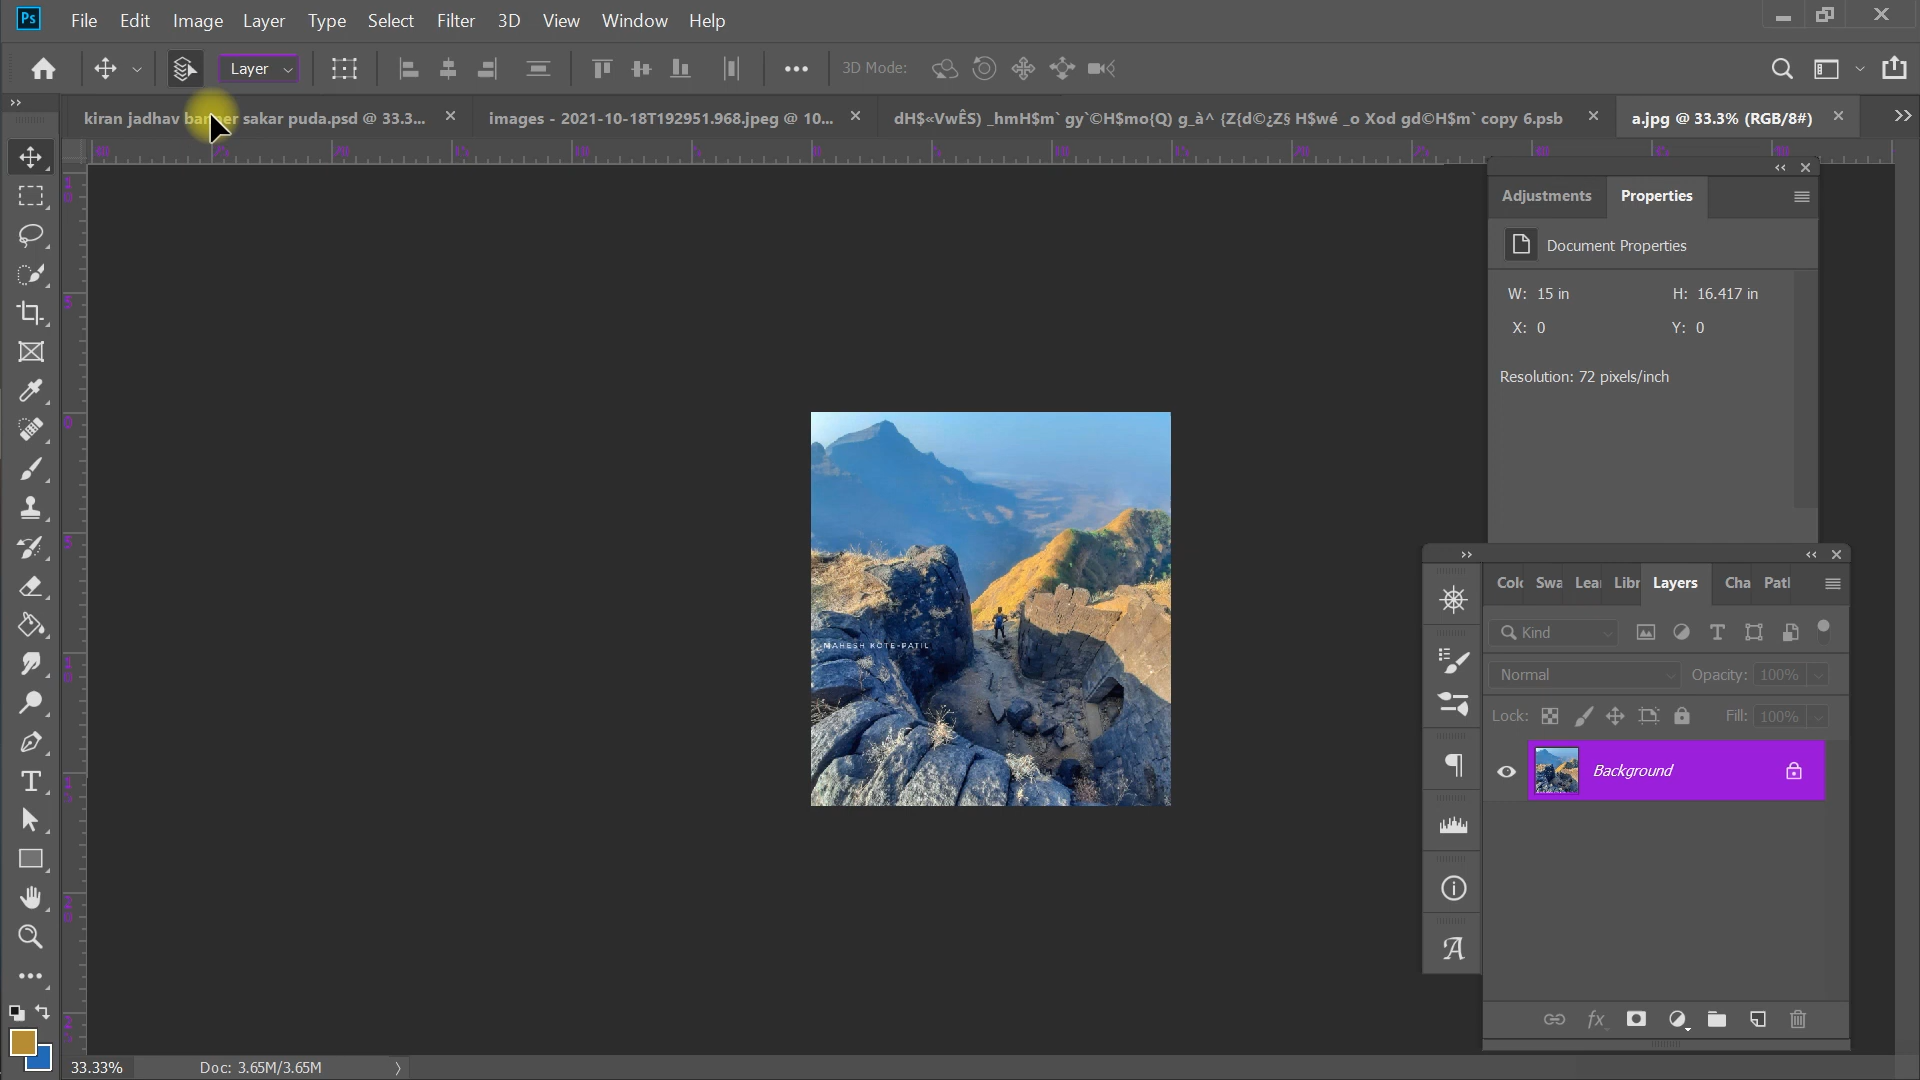 Ps File Edit Image Layer Type Select Filter 3D View Window Help
Layer 3D Mode:
kiran jadhav banner sakar puda.psd @ 33.3... images - 2021-10-18T192951.968.jpeg @ 10... dH$«VwÊS) _hmH$m` gy`©H$mo{Q) g_à^ {Z{d©¿Z§ H$wé _o Xod gd©H$m` copy 6.psb a.jpg @ 33.3% (RGB/8#)
Adjustments Properties
Document Properties
W: 15 in H: 16.417 in
X: 0 Y: 0
Resolution: 72 pixels/inch
MAHESH KOTE-PATIL
Colo Swa Lea Libr Layers Cha Patl
Kind
Normal Opacity: 100%
Lock: Fill: 100%
Background
33.33% Doc: 3.65M/3.65M